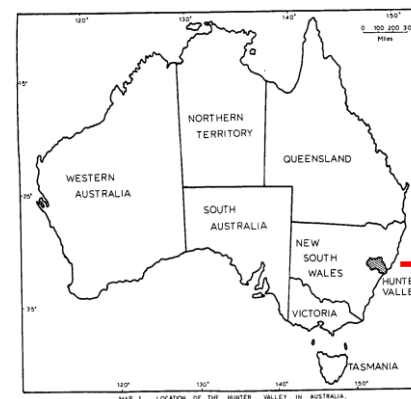 120° 130° 140° 150°
0 100 200 30
Miles
15°
NORTHERN
TERRITORY
QUEENSLAND
WESTERN
AUSTRALIA
25°
SOUTH
AUSTRALIA
NEW
SOUTH
WALES
HUNTE
VALLE
35°
VICTORIA
TASMANIA
120° 130° 140° 150°
MAP 1. LOCATION OF THE HUNTER VALLEY IN AUSTRALIA.